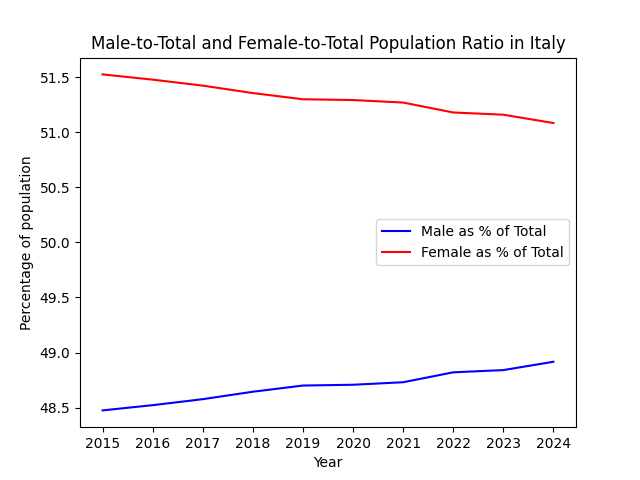 Male-to-Total and Female-to-Total Population Ratio in Italy
51.5
51.0
50.5
50.0
49.5
49.0
48.5
Percentage of population
Male as % of Total
Female as % of Total
2015 2016 2017 2018 2019 2020 2021 2022 2023 2024
Year